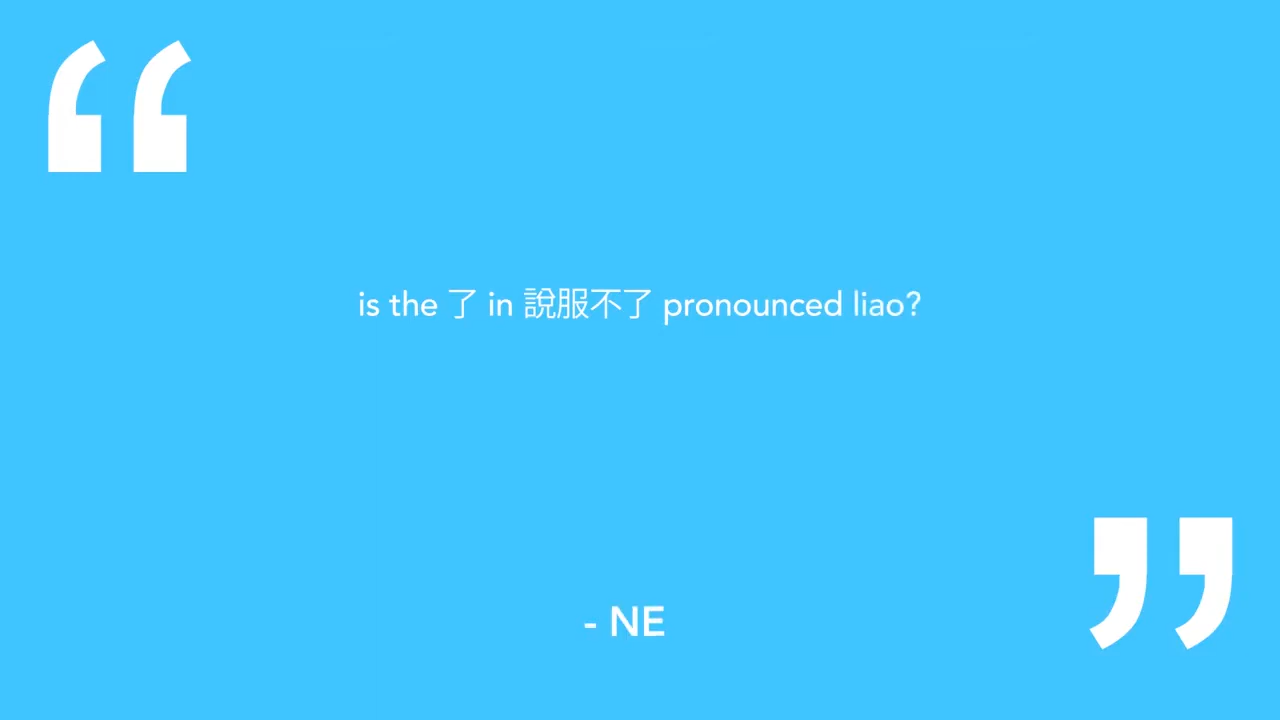 “
is the 了 in 說服不了 pronounced liao?
”
- NE